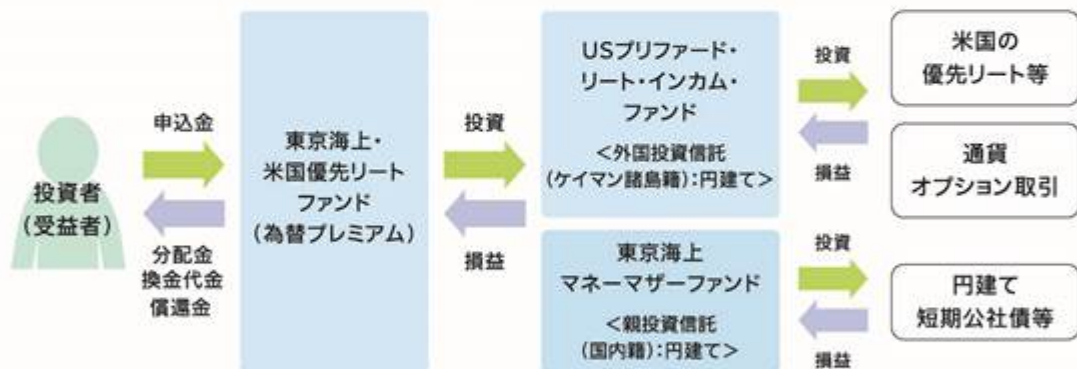 投資者
(受益者)
申込金
分配金
換金代金
償還金
東京海上・
米国優先リート
ファンド
(為替プレミアム)
投資
損益
USプリファード・
リート・インカム・
ファンド
<外国投資信託
(ケイマン諸島籍):円建て>
東京海上
マネーマザーファンド
<親投資信託
(国内籍):円建て>
投資
損益
米国の
優先リート等
通貨
オプション取引
投資
損益
円建て
短期公社債等